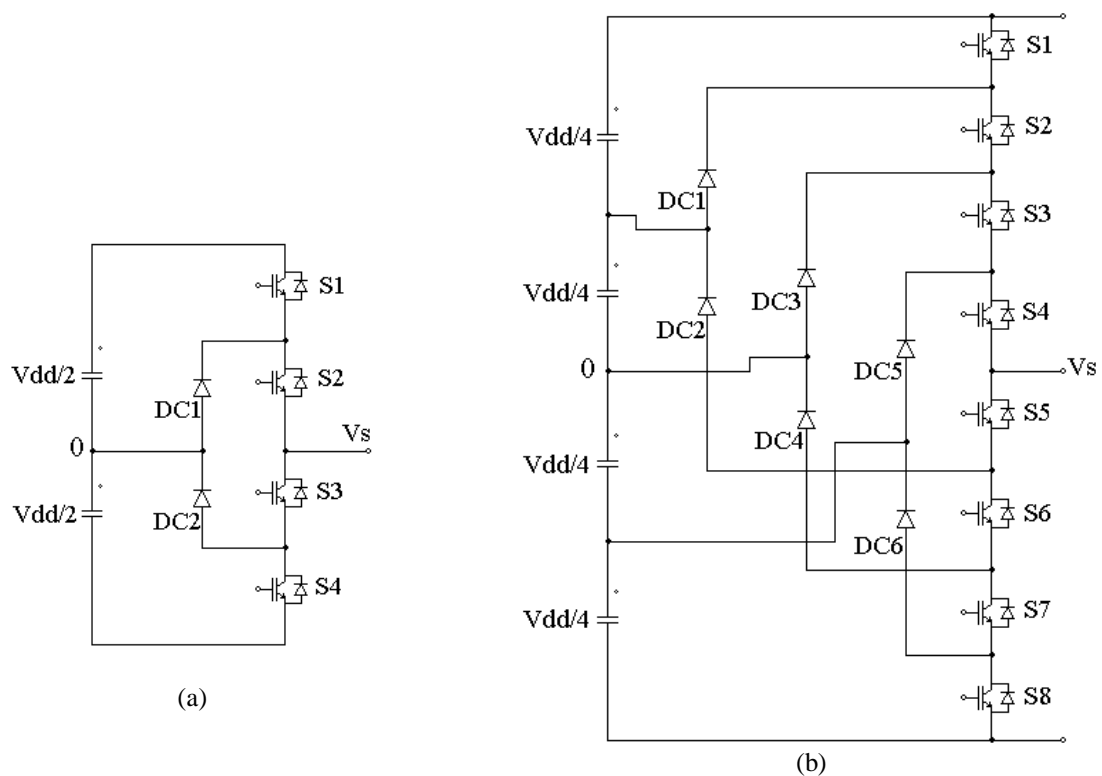 S1
Vdd/2
S2
DC1
0
Vs
S3
Vdd/2
DC2
S4
(a)
S1
Vdd/4
S2
DC1
S3
Vdd/4
DC3
DC2
S4
0
DC5
Vs
S5
DC4
Vdd/4
S6
DC6
Vdd/4
S7
S8
(b)